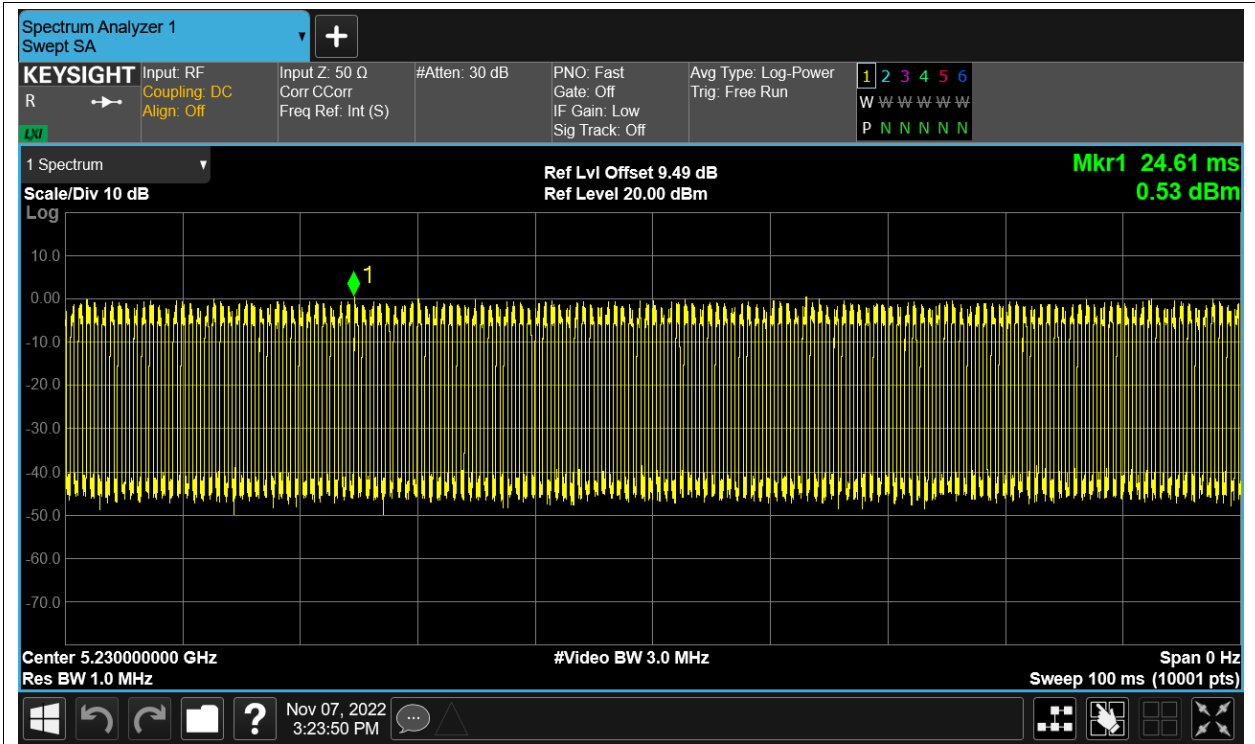 Spectrum Analyzer 1
Swept SA
KEYSIGHT
R
LXI
Input: RF
Coupling: DC
Align: Off
Input Z: 50 Ω
Corr CCorr
Freq Ref: Int (S)
#Atten: 30 dB
PNO: Fast
Gate: Off
IF Gain: Low
Sig Track: Off
Avg Type: Log-Power
Trig: Free Run
1 2 3 4 5 6
W W W W W W
P N N N N N
1 Spectrum
Scale/Div 10 dB
Log
Ref Lvl Offset 9.49 dB
Ref Level 20.00 dBm
Mkr1 24.61 ms
0.53 dBm
1
10.0
0.00
-10.0
-20.0
-30.0
-40.0
-50.0
-60.0
-70.0
Center 5.230000000 GHz
Res BW 1.0 MHz
#Video BW 3.0 MHz
Span 0 Hz
Sweep 100 ms (10001 pts)
?
Nov 07, 2022
3:23:50 PM